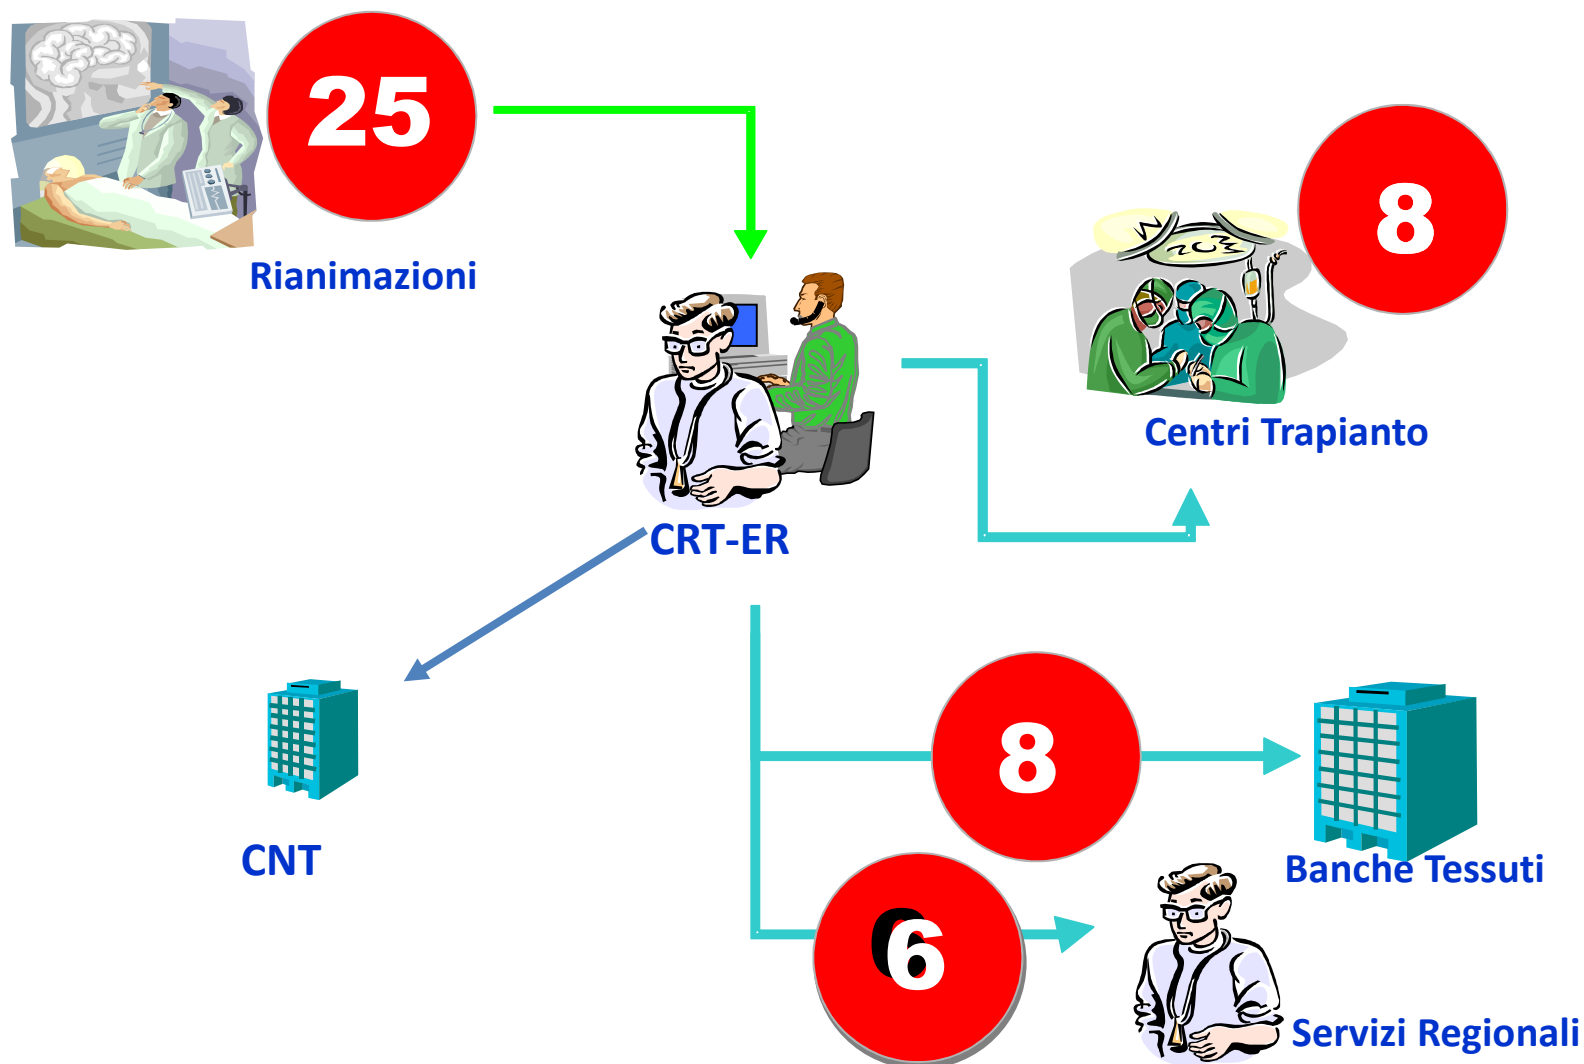 25
8
Rianimazioni
Centri Trapianto
CRT-ER
8
CNT
Banche Tessuti
6
Servizi Regionali